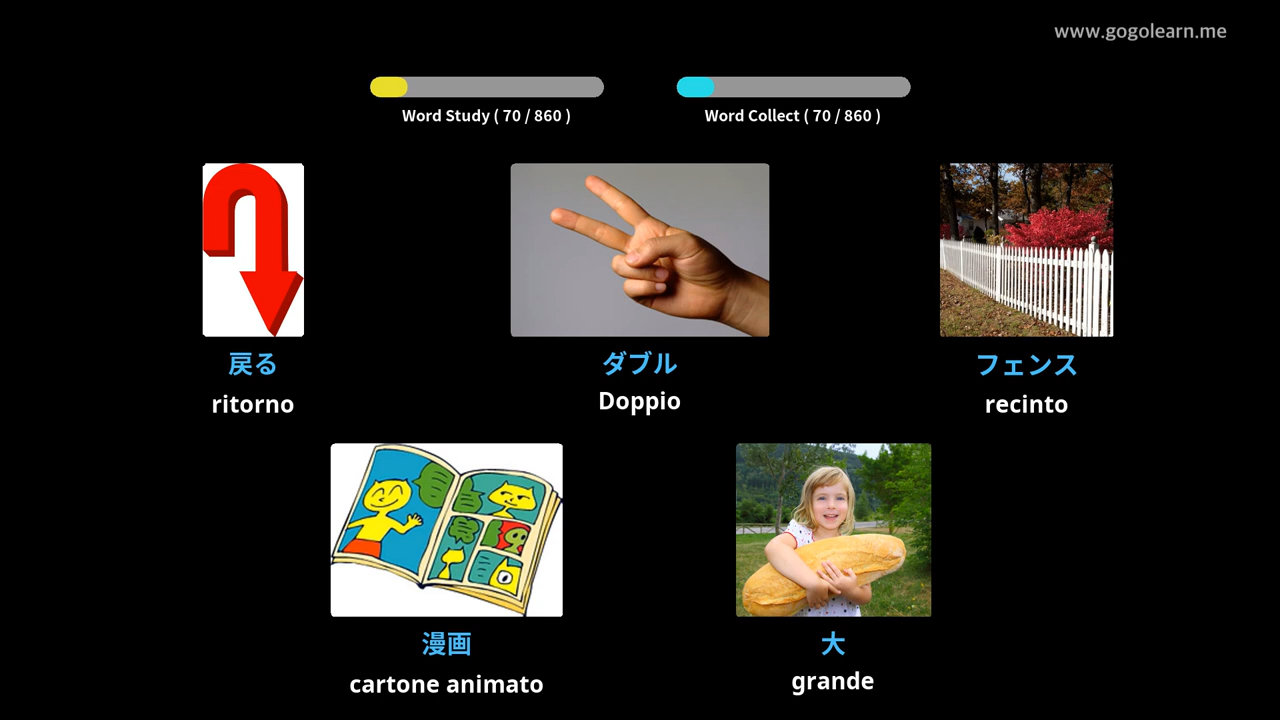 www.gogolearn.me
Word Study ( 70 / 860 )
Word Collect ( 70 / 860 )
戻る
ritorno
ダブル
Doppio
フェンス
recinto
漫画
cartone animato
大
grande